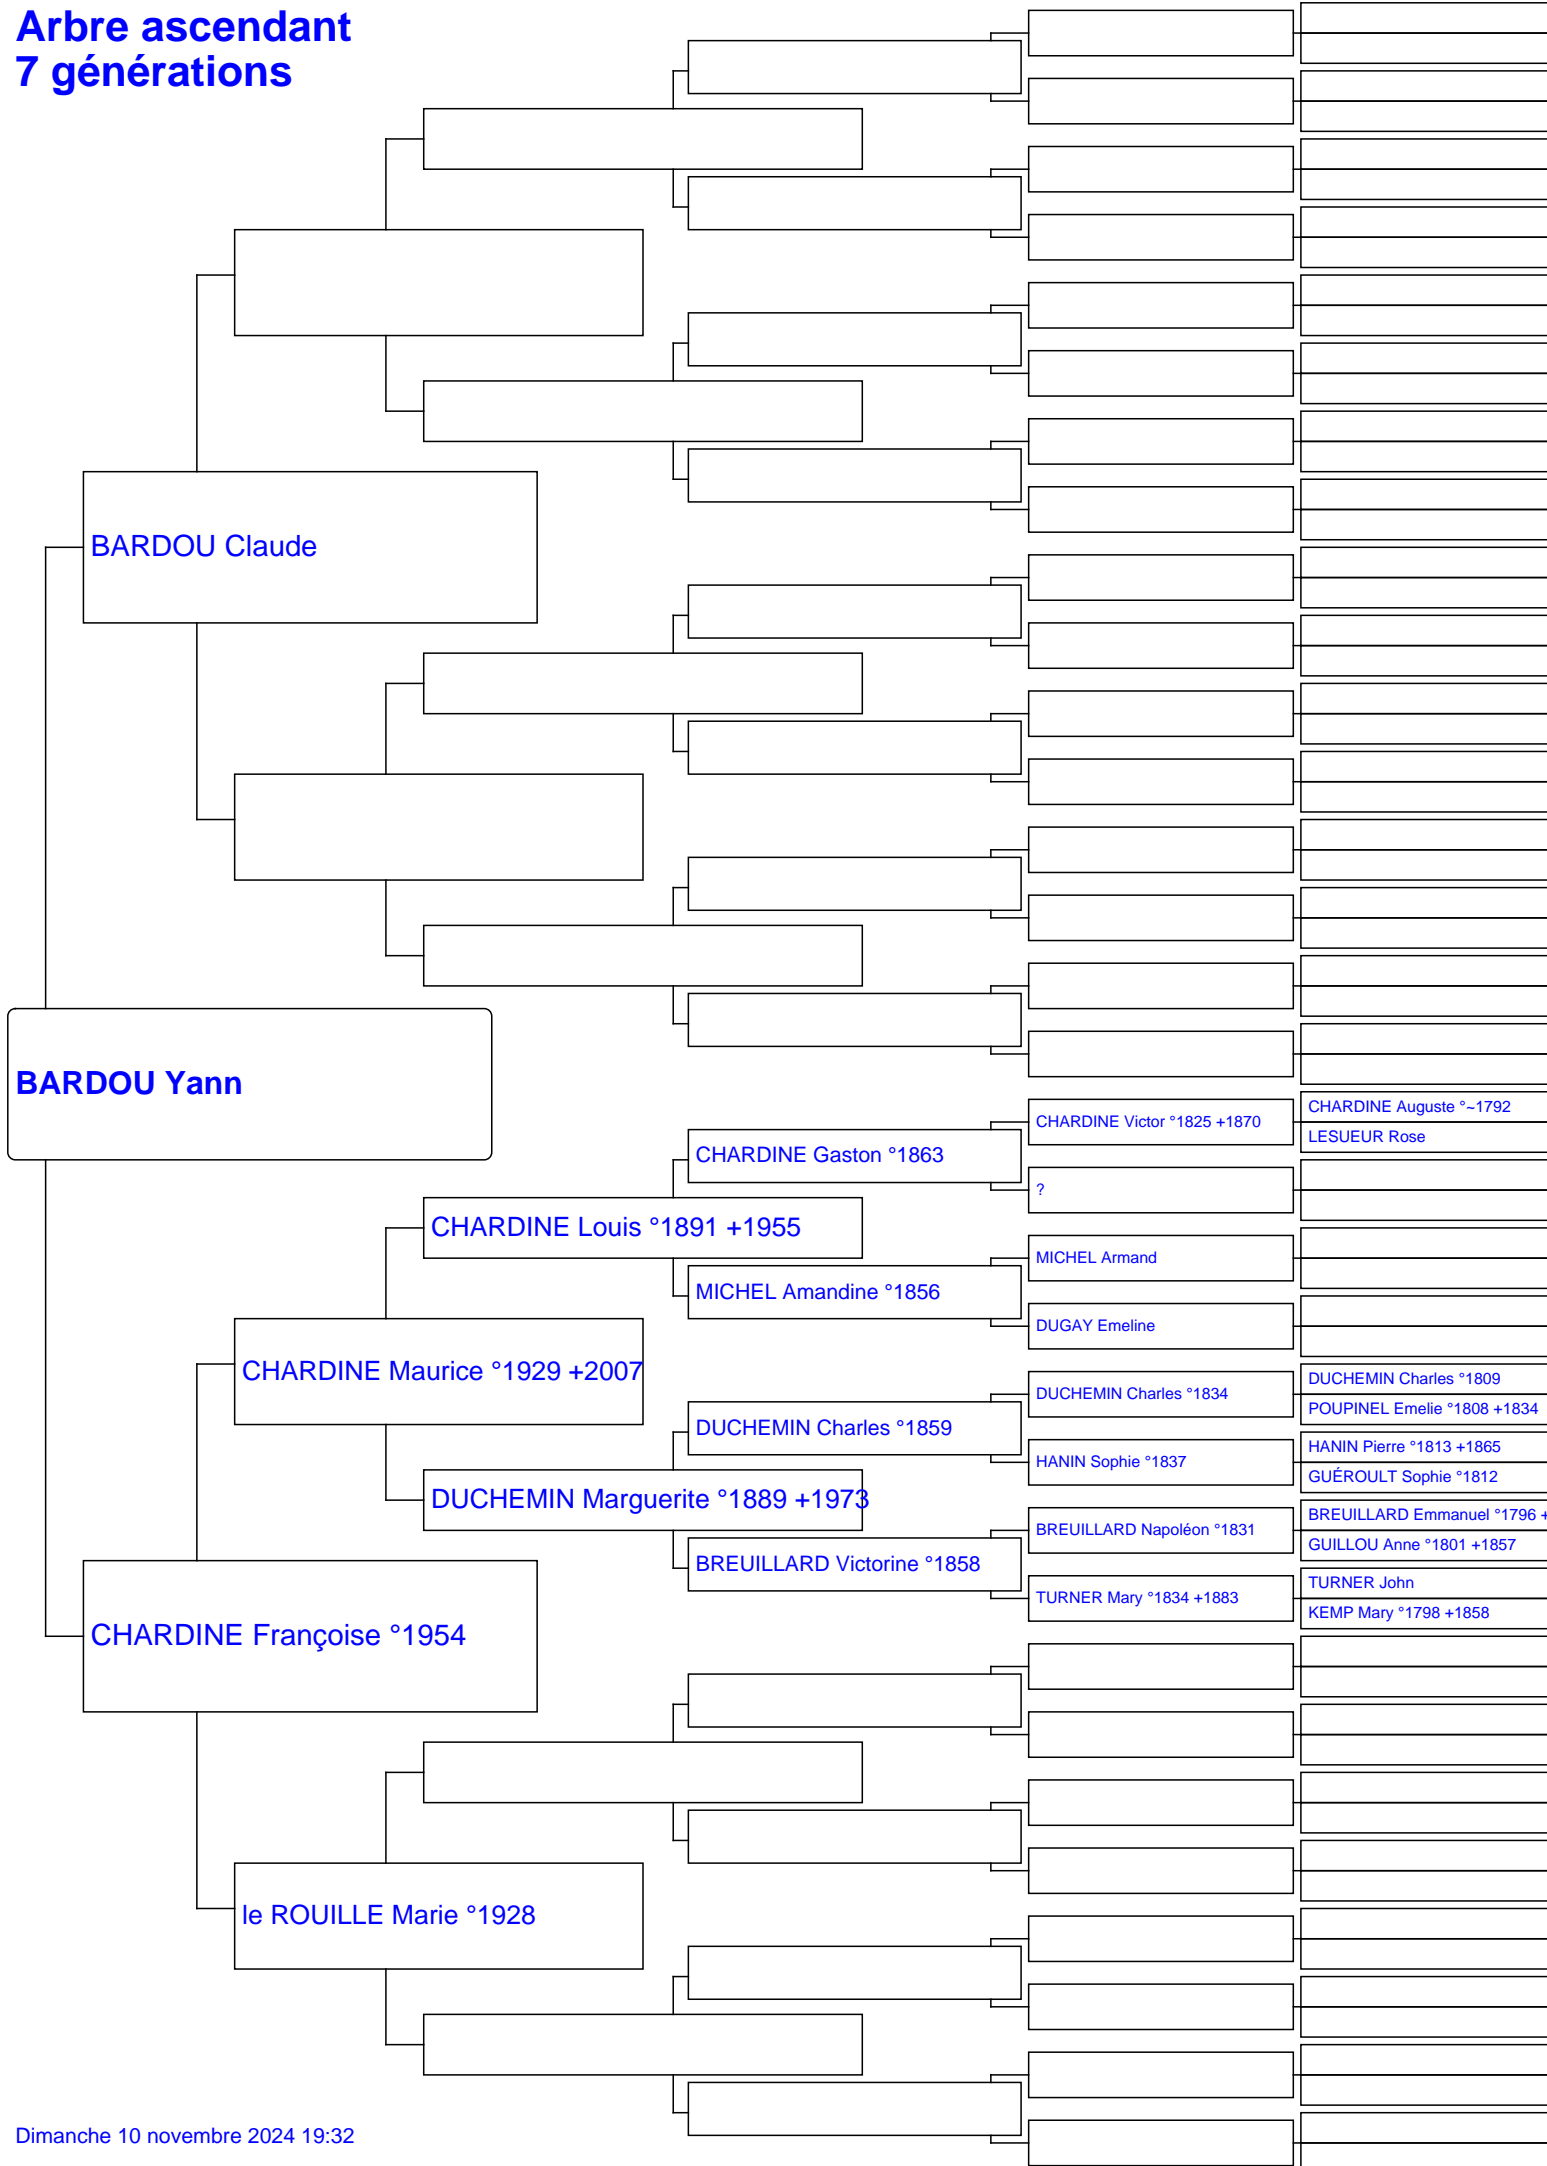 Arbre ascendant
7 générations
BARDOU Claude
BARDOU Yann
CHARDINE Victor °1825 +1870
CHARDINE Auguste °~1792
LESUEUR Rose
CHARDINE Gaston °1863
?
CHARDINE Louis °1891 +1955
MICHEL Armand
MICHEL Amandine °1856
DUGAY Emeline
CHARDINE Maurice °1929 +2007
DUCHEMIN Charles °1834
DUCHEMIN Charles °1809
POUPINEL Emelie °1808 +1834
DUCHEMIN Charles °1859
HANIN Sophie °1837
HANIN Pierre °1813 +1865
GUÉROULT Sophie °1812
DUCHEMIN Marguerite °1889 +1973
BREUILLARD Napoléon °1831
BREUILLARD Emmanuel °1796 +
GUILLOU Anne °1801 +1857
BREUILLARD Victorine °1858
TURNER Mary °1834 +1883
TURNER John
KEMP Mary °1798 +1858
CHARDINE Françoise °1954
le ROUILLE Marie °1928
Dimanche 10 novembre 2024 19:32